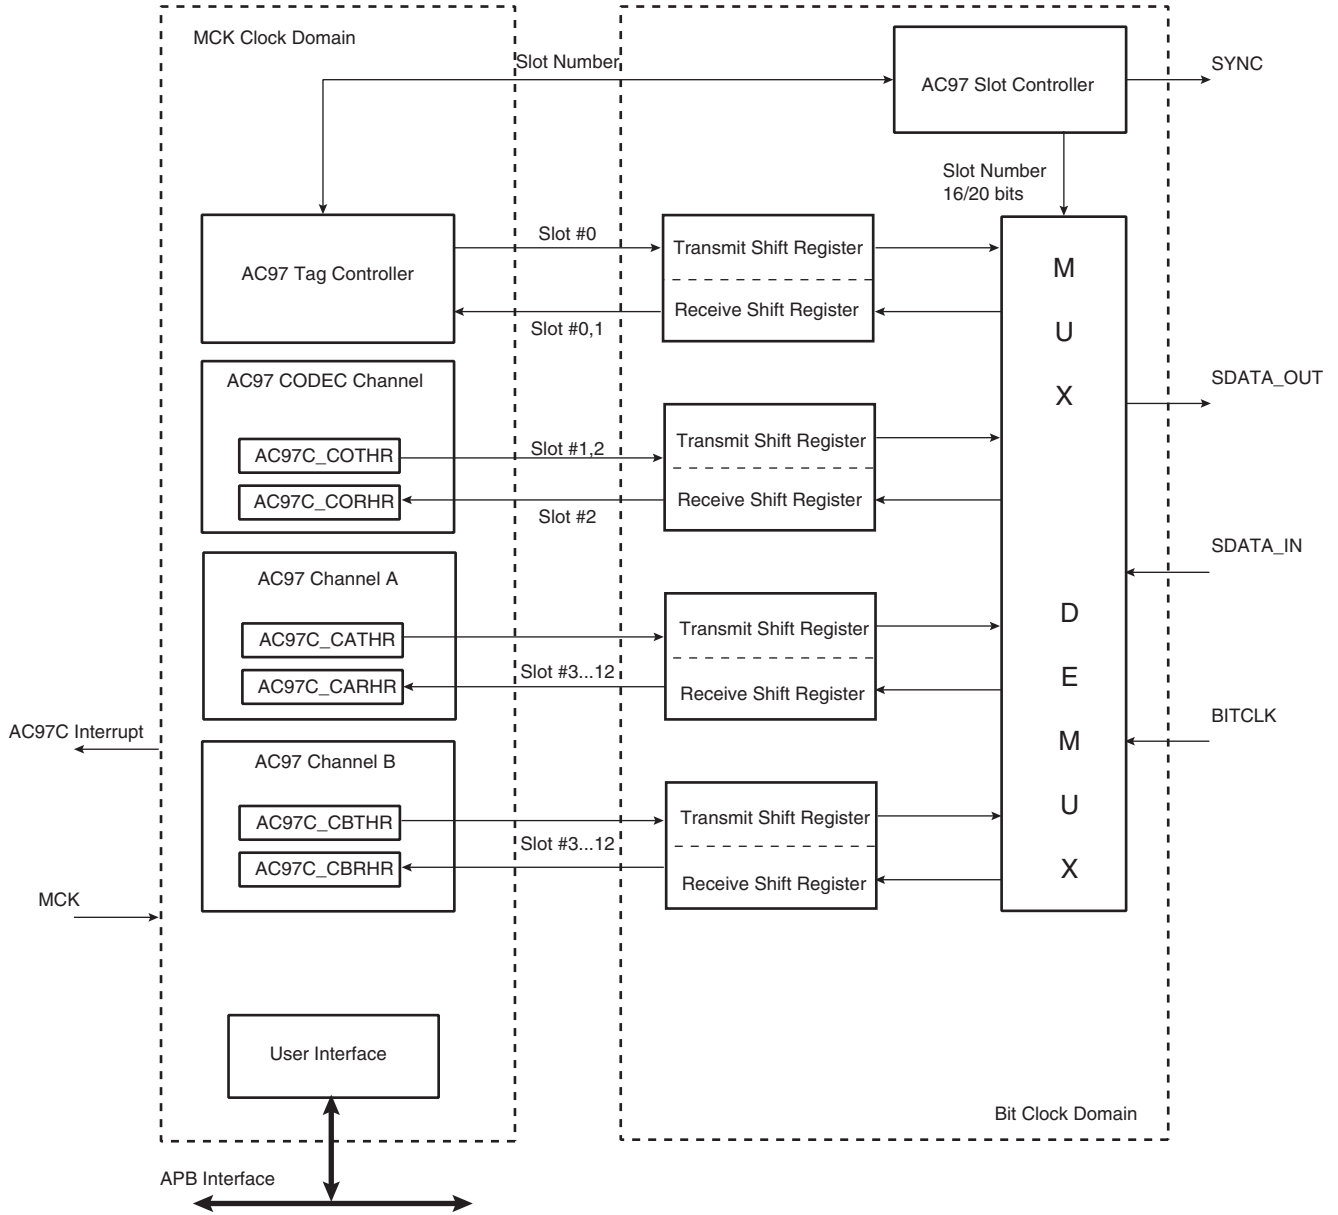 MCK Clock Domain
Slot Number
AC97 Slot Controller
SYNC
Slot Number
16/20 bits
AC97 Tag Controller
Slot #0
Transmit Shift Register
Receive Shift Register
Slot #0,1
AC97 CODEC Channel
AC97C_COTHR
Slot #1,2
Transmit Shift Register
AC97C_CORHR
Slot #2
Receive Shift Register
AC97 Channel A
AC97C_CATHR
Transmit Shift Register
AC97C_CARHR
Slot #3...12
Receive Shift Register
AC97 Channel B
AC97C_CBTHR
Transmit Shift Register
Slot #3...12
AC97C_CBRHR
Receive Shift Register
M
U
X
D
E
M
U
X
SDATA_OUT
SDATA_IN
BITCLK
AC97C Interrupt
MCK
User Interface
Bit Clock Domain
APB Interface